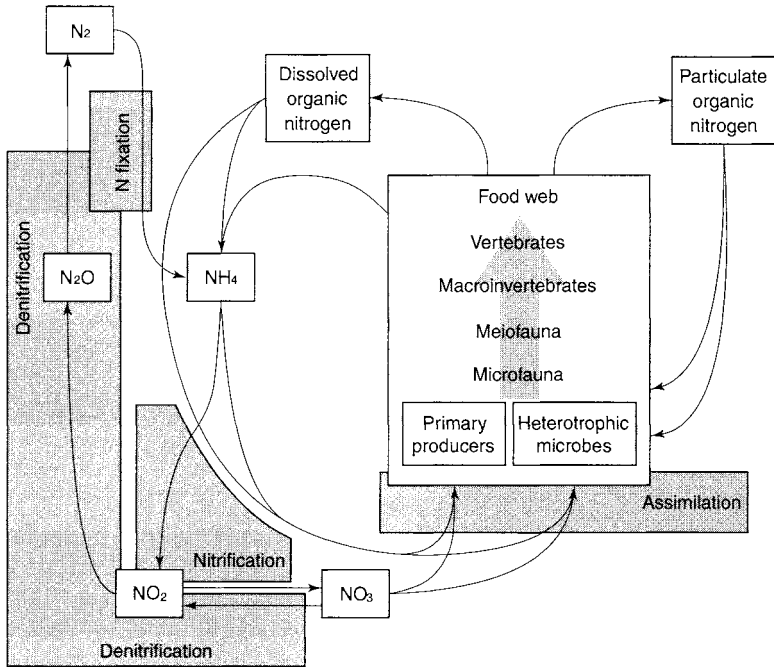 N2
Dissolved
organic
nitrogen
Particulate
organic
nitrogen
N fixation
Denitrification
N2O
NH4
Food web
Vertebrates
Macroinvertebrates
Meiofauna
Microfauna
Primary
producers
Heterotrophic
microbes
Assimilation
Nitrification
NO2
NO3
Denitrification